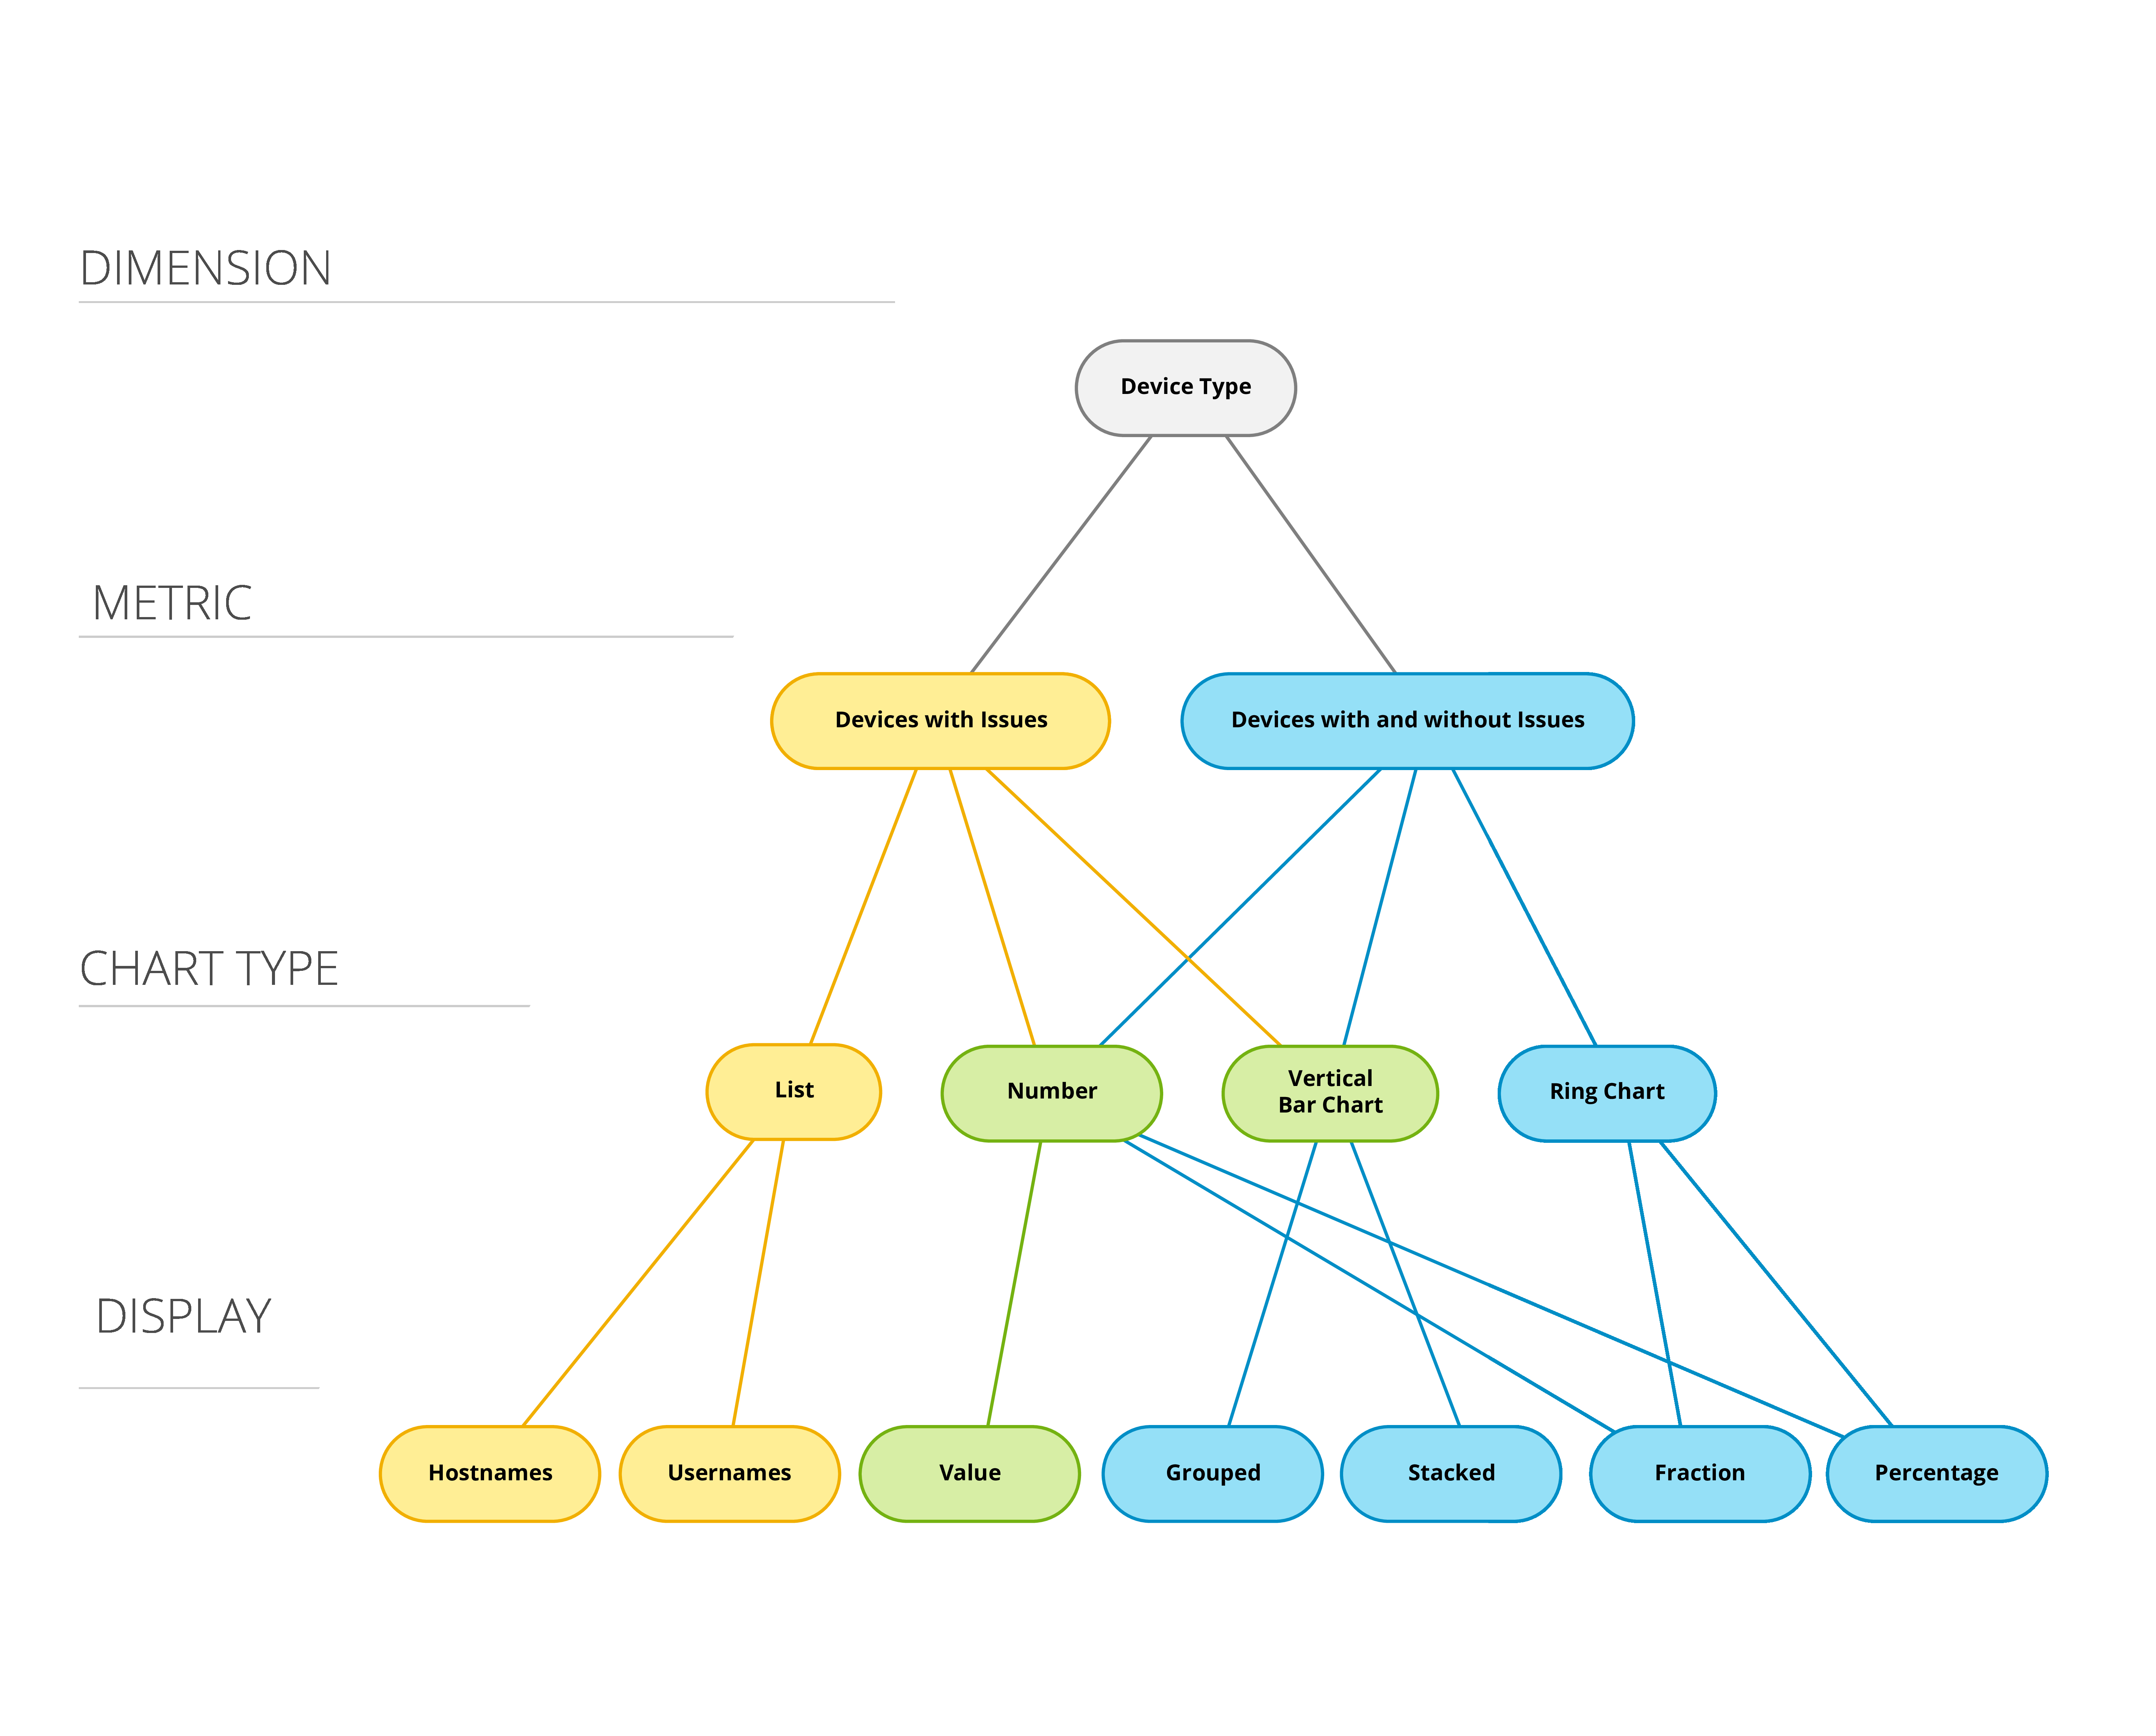 DIMENSION
Device Type
METRIC
Devices with Issues
Devices with and without Issues
CHART TYPE
List
Number
Vertical
Bar Chart
Ring Chart
DISPLAY
Hostnames
Usernames
Value
Grouped
Stacked
Fraction
Percentage